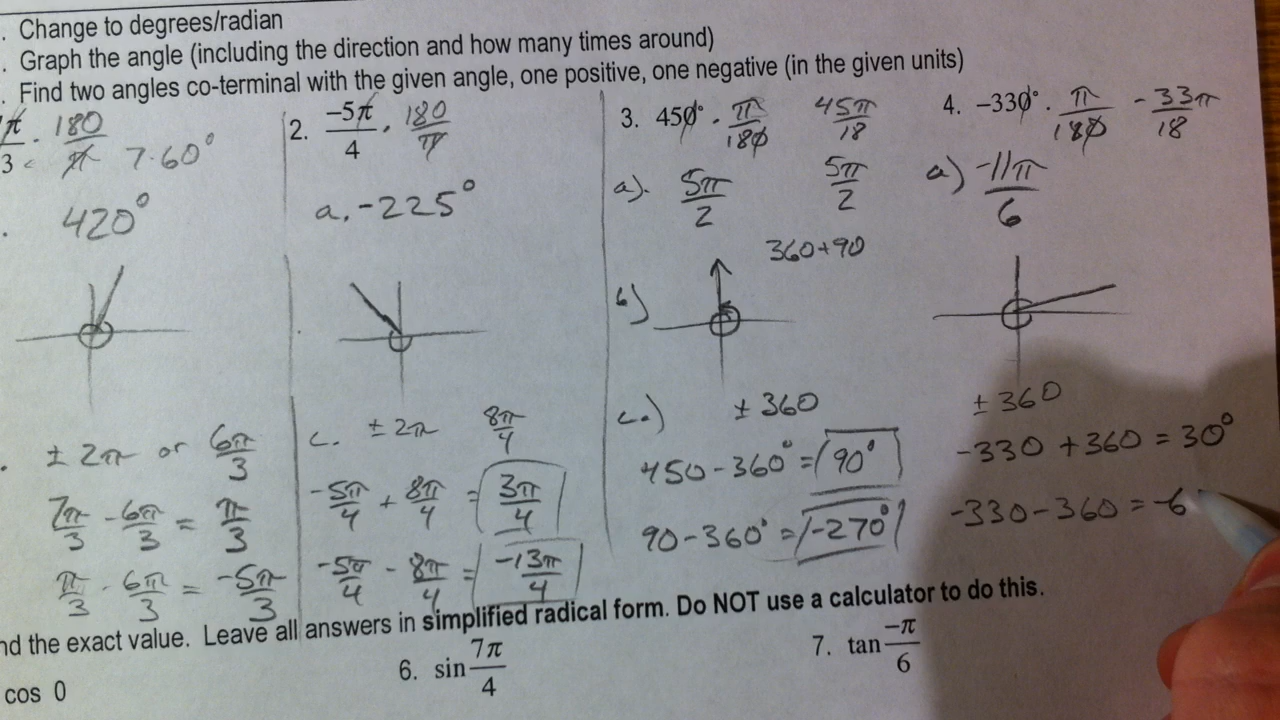 . Change to degrees/radian
. Graph the angle (including the direction and how many times around)
. Find two angles co-terminal with the given angle, one positive, one negative (in the given units)
π/3 · 180/π 7·60°
. 420°
. ± 2π or 6π/3
7π/3 - 6π/3 = π/3
π/3 - 6π/3 = -5π/3
2. -5π/4 · 180/π
a. -225°
c. ± 2π 8π/4
-5π/4 + 8π/4 = 3π/4
-5π/4 - 8π/4 = -13π/4
3. 450° · π/180 45π/18
a). 5π/2 5π/2
360+90
b)
c.) ± 360
450 - 360° = 90°
90 - 360° = -270°
4. -330° · π/180 -33π/18
a) -11π/6
± 360
-330 + 360 = 30°
-330 - 360 = -6
nd the exact value. Leave all answers in simplified radical form. Do NOT use a calculator to do this.
cos 0
6. sin 7π/4
7. tan -π/6